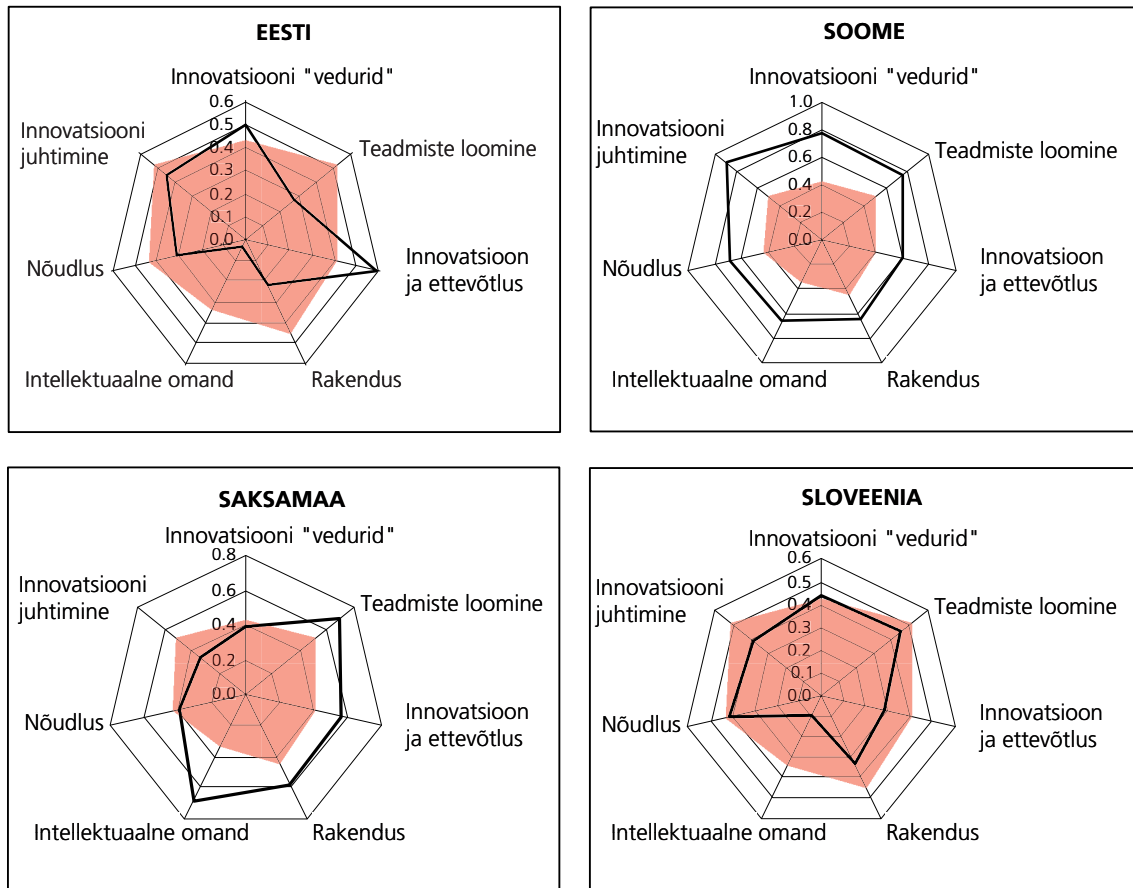 EESTI
Innovatsiooni "vedurid"
0.6
0.5
0.4
0.3
0.2
0.1
0.0
Innovatsiooni
juhtimine
Teadmiste loomine
Nõudlus
Innovatsioon
ja ettevõtlus
Intellektuaalne omand
Rakendus
SOOME
Innovatsiooni "vedurid"
1.0
0.8
0.6
0.4
0.2
0.0
Innovatsiooni
juhtimine
Teadmiste loomine
Nõudlus
Innovatsioon
ja ettevõtlus
Intellektuaalne omand
Rakendus
SAKSAMAA
Innovatsiooni "vedurid"
0.8
0.6
0.4
0.2
0.0
Innovatsiooni
juhtimine
Teadmiste loomine
Nõudlus
Innovatsioon
ja ettevõtlus
Intellektuaalne omand
Rakendus
SLOVEENIA
Innovatsiooni "vedurid"
0.6
0.5
0.4
0.3
0.2
0.1
0.0
Innovatsiooni
juhtimine
Teadmiste loomine
Nõudlus
Innovatsioon
ja ettevõtlus
Intellektuaalne omand
Rakendus